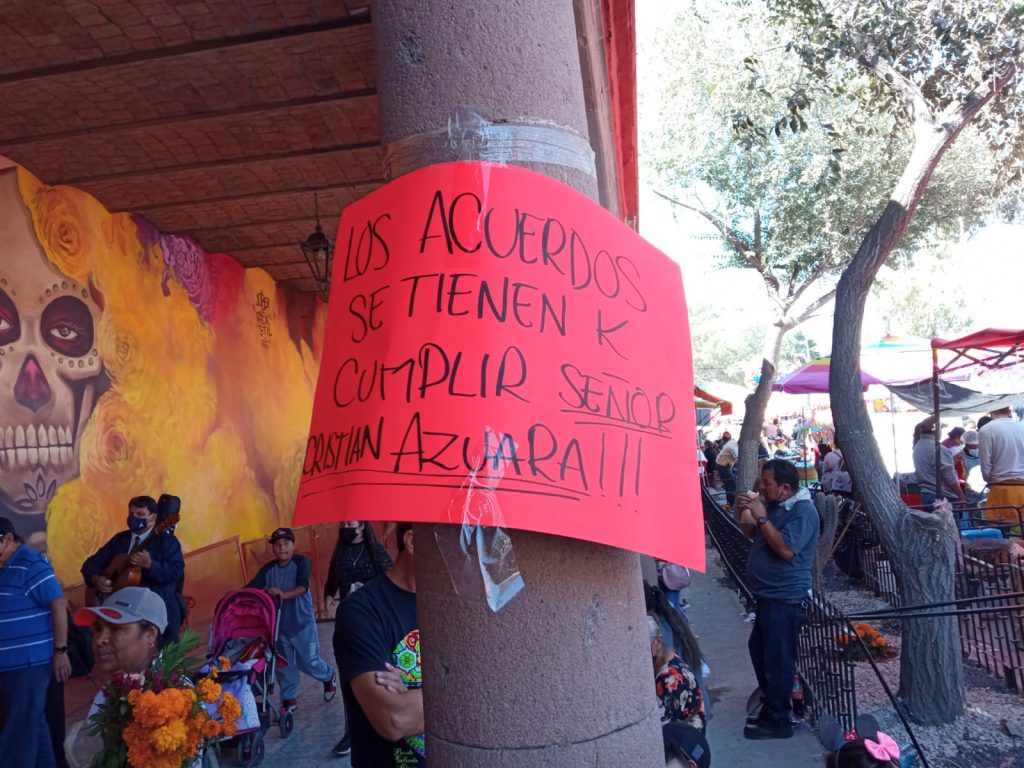 LOS ACUERDOS
SE TIENEN K
CUMPLIR SEÑOR
CRISTIAN AZUARA!!!